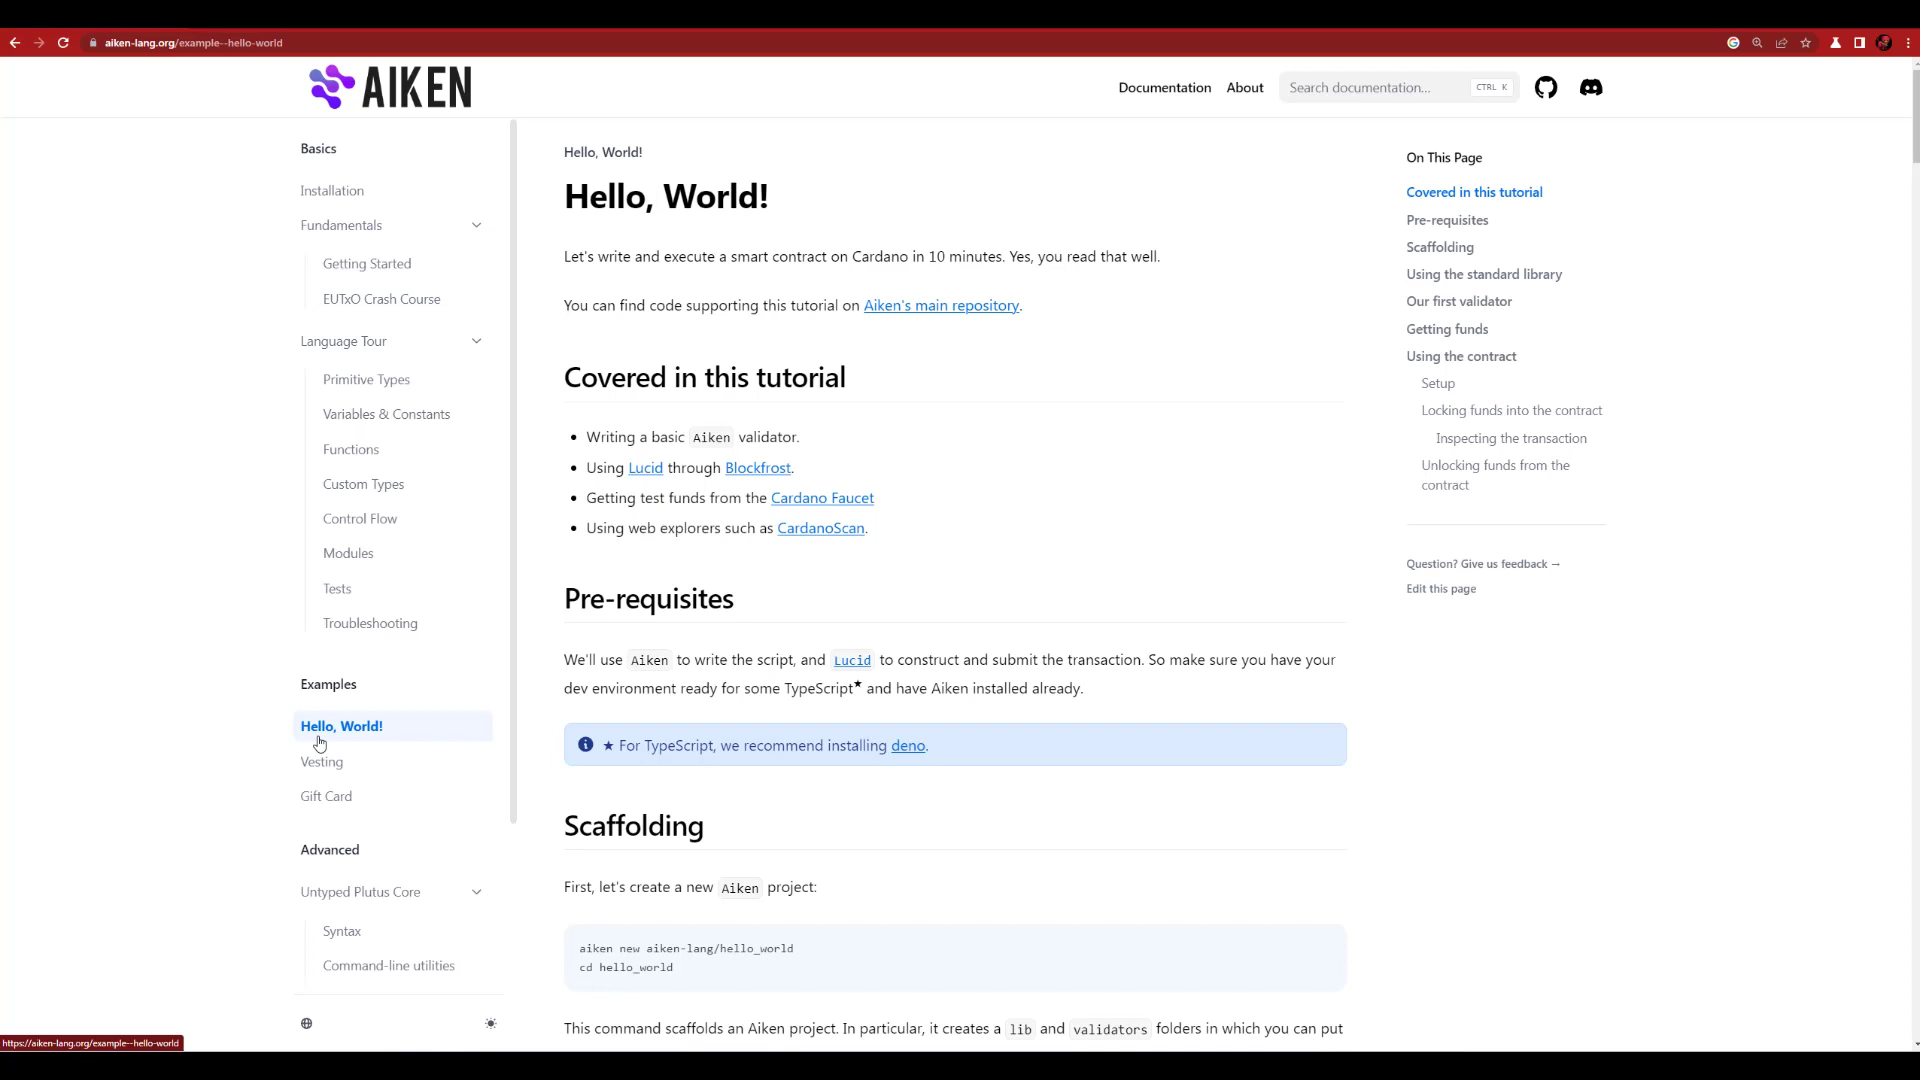 aiken-lang.org/example--hello-world
AIKEN
Documentation
About
Search documentation...
CTRL K
Basics
Installation
Fundamentals
Getting Started
EUTxO Crash Course
Language Tour
Primitive Types
Variables & Constants
Functions
Custom Types
Control Flow
Modules
Tests
Troubleshooting
Examples
Hello, World!
Vesting
Gift Card
Advanced
Untyped Plutus Core
Syntax
Command-line utilities
https://aiken-lang.org/example--hello-world
Hello, World!
Hello, World!
Let's write and execute a smart contract on Cardano in 10 minutes. Yes, you read that well.
You can find code supporting this tutorial on Aiken's main repository.
Covered in this tutorial
• Writing a basic Aiken validator.
• Using Lucid through Blockfrost.
• Getting test funds from the Cardano Faucet
• Using web explorers such as CardanoScan.
Pre-requisites
We'll use Aiken to write the script, and Lucid to construct and submit the transaction. So make sure you have your
dev environment ready for some TypeScript★ and have Aiken installed already.
★ For TypeScript, we recommend installing deno.
Scaffolding
First, let's create a new Aiken project:
aiken new aiken-lang/hello_world
cd hello_world
This command scaffolds an Aiken project. In particular, it creates a lib and validators folders in which you can put
On This Page
Covered in this tutorial
Pre-requisites
Scaffolding
Using the standard library
Our first validator
Getting funds
Using the contract
Setup
Locking funds into the contract
Inspecting the transaction
Unlocking funds from the
contract
Question? Give us feedback →
Edit this page